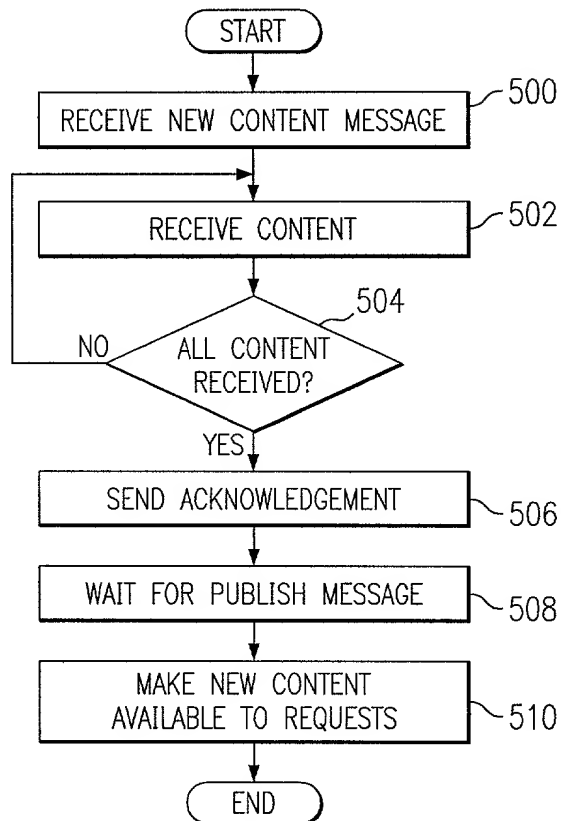 START
RECEIVE NEW CONTENT MESSAGE
500
RECEIVE CONTENT
502
504
ALL CONTENT
RECEIVED?
NO
YES
SEND ACKNOWLEDGEMENT
506
WAIT FOR PUBLISH MESSAGE
508
MAKE NEW CONTENT
AVAILABLE TO REQUESTS
510
END